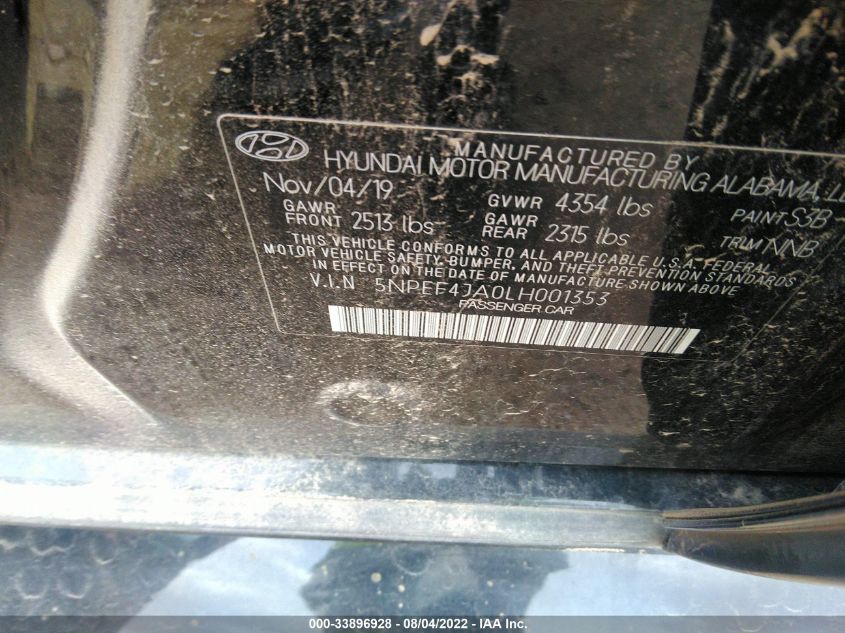 MANUFACTURED BY
HYUNDAI MOTOR MANUFACTURING ALABAMA, LL
Nov/04/19 GVWR 4354 lbs PAINT S3B
GAWR FRONT 2513 lbs GAWR REAR 2315 lbs TRIM NNB
THIS VEHICLE CONFORMS TO ALL APPLICABLE U.S.A. FEDERAL
MOTOR VEHICLE SAFETY, BUMPER, AND THEFT PREVENTION STANDARDS
IN EFFECT ON THE DATE OF MANUFACTURE SHOWN ABOVE
V.I.N 5NPEF4JA0LH001353
PASSENGER CAR
000-33896928 - 08/04/2022 - IAA Inc.